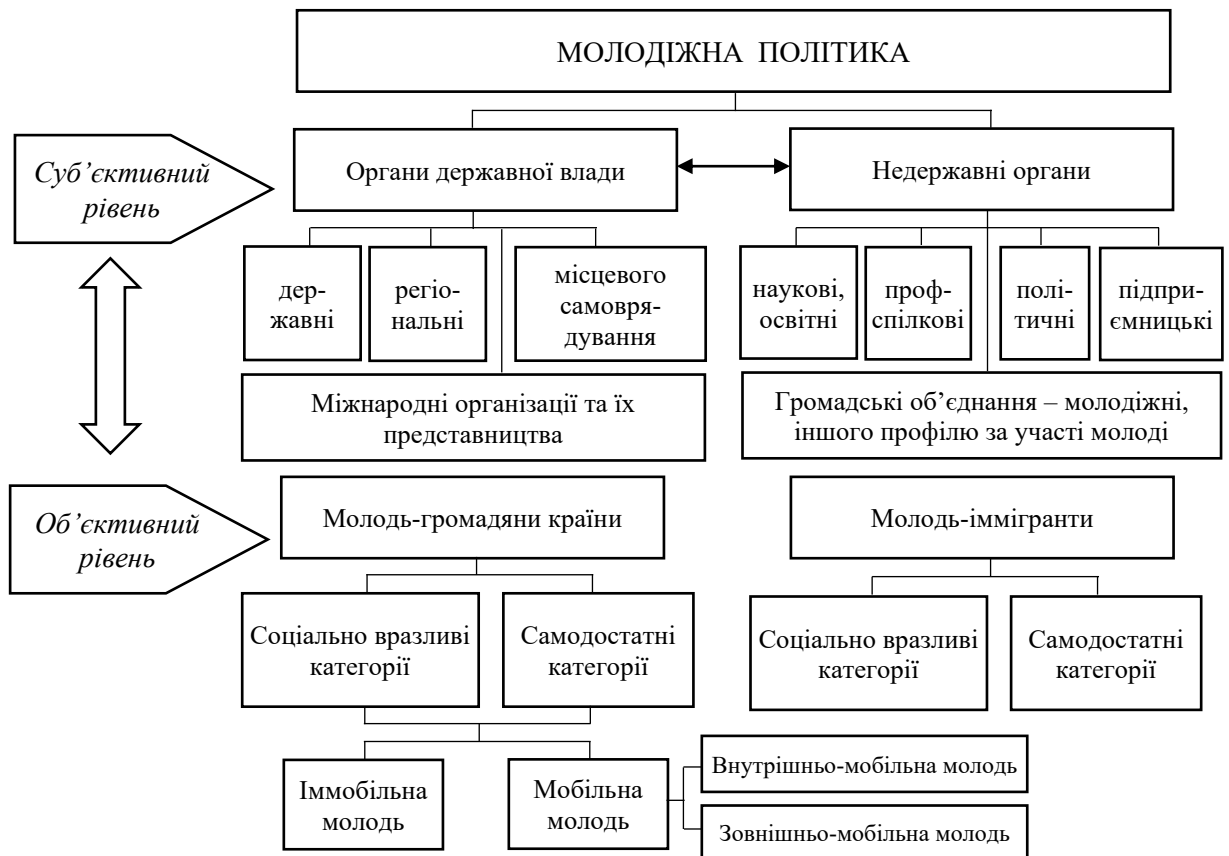 МОЛОДІЖНА ПОЛІТИКА
Суб’єктивний
рівень
Органи державної влади
Недержавні органи
дер-
жавні
регіо-
нальні
місцевого
самовря-
дування
наукові,
освітні
проф-
спілкові
полі-
тичні
підпри-
ємницькі
Міжнародні організації та їх
представництва
Громадські об’єднання – молодіжні,
іншого профілю за участі молоді
Об’єктивний
рівень
Молодь-громадяни країни
Молодь-іммігранти
Соціально вразливі
категорії
Самодостатні
категорії
Соціально вразливі
категорії
Самодостатні
категорії
Іммобільна
молодь
Мобільна
молодь
Внутрішньо-мобільна молодь
Зовнішньо-мобільна молодь